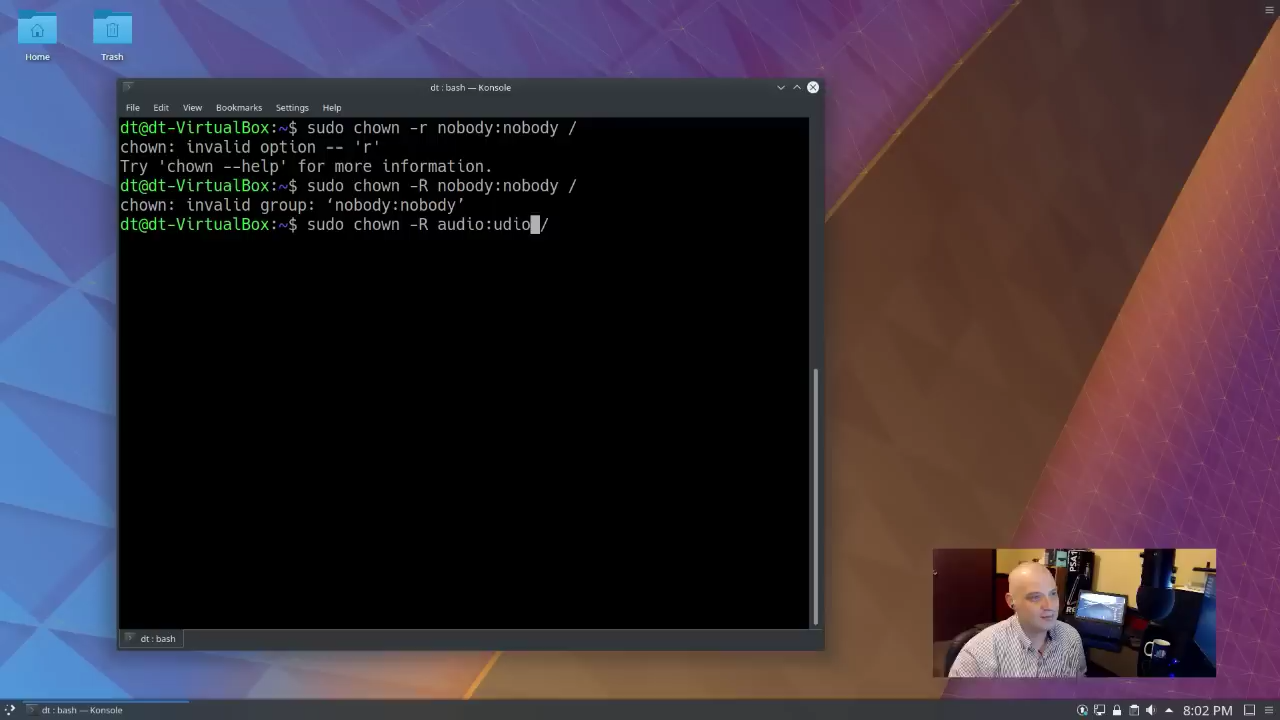 Home
Trash
dt : bash — Konsole
File Edit View Bookmarks Settings Help
dt@dt-VirtualBox:~$ sudo chown -r nobody:nobody /
chown: invalid option -- 'r'
Try 'chown --help' for more information.
dt@dt-VirtualBox:~$ sudo chown -R nobody:nobody /
chown: invalid group: ‘nobody:nobody’
dt@dt-VirtualBox:~$ sudo chown -R audio:udio /
dt : bash
PSA1
dt : bash — Konsole
8:02 PM